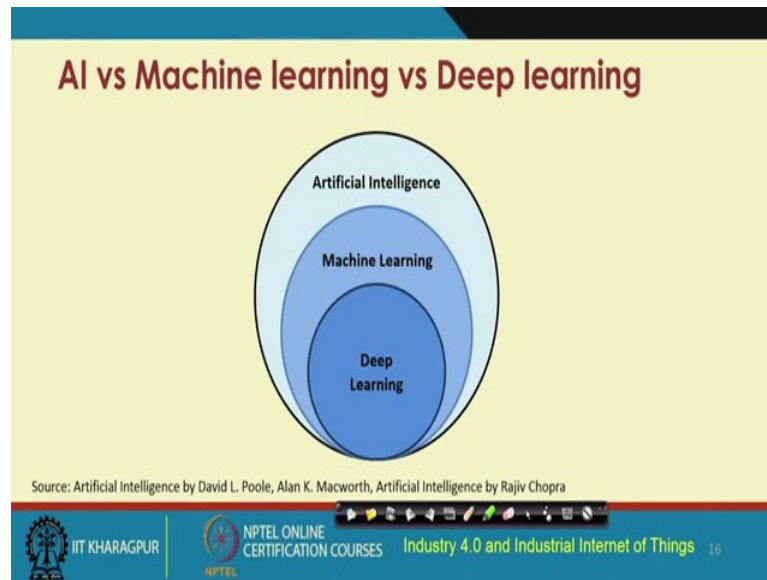 AI vs Machine learning vs Deep learning
Artificial Intelligence
Machine Learning
Deep
Learning
Source: Artificial Intelligence by David L. Poole, Alan K. Macworth, Artificial Intelligence by Rajiv Chopra
IIT KHARAGPUR
NPTEL
NPTEL ONLINE
CERTIFICATION COURSES
Industry 4.0 and Industrial Internet of Things
16